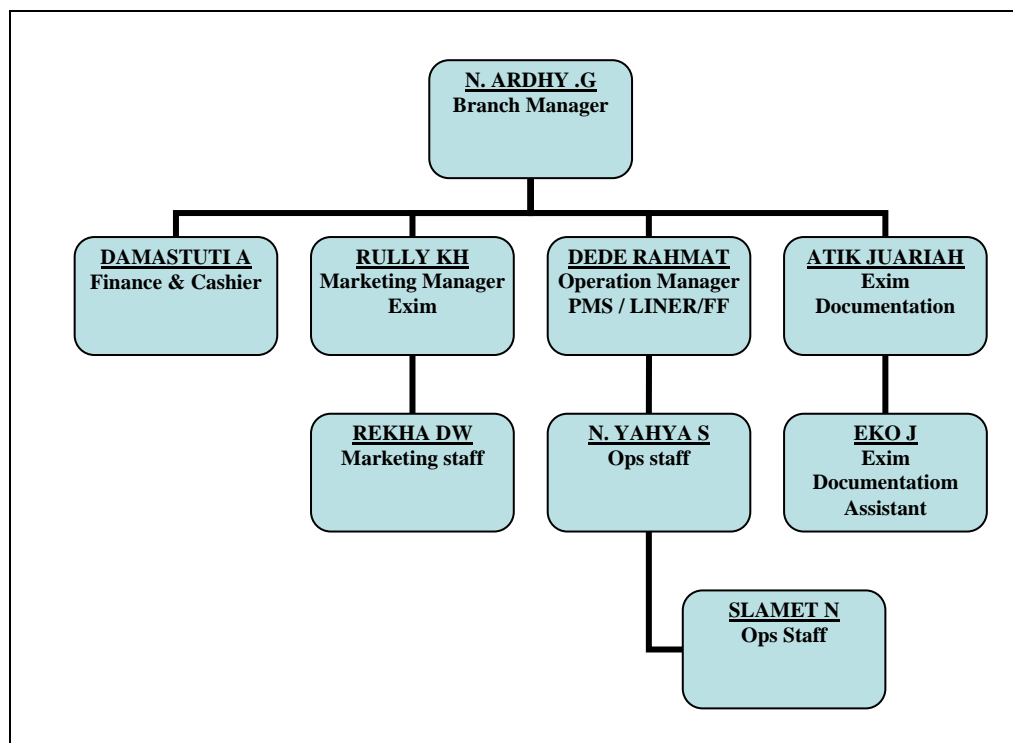 N. ARDHY .G
Branch Manager
DAMASTUTI A
Finance & Cashier
RULLY KH
Marketing Manager
Exim
DEDE RAHMAT
Operation Manager
PMS / LINER/FF
ATIK JUARIAH
Exim
Documentation
REKHA DW
Marketing staff
N. YAHYA S
Ops staff
EKO J
Exim
Documentatiom
Assistant
SLAMET N
Ops Staff